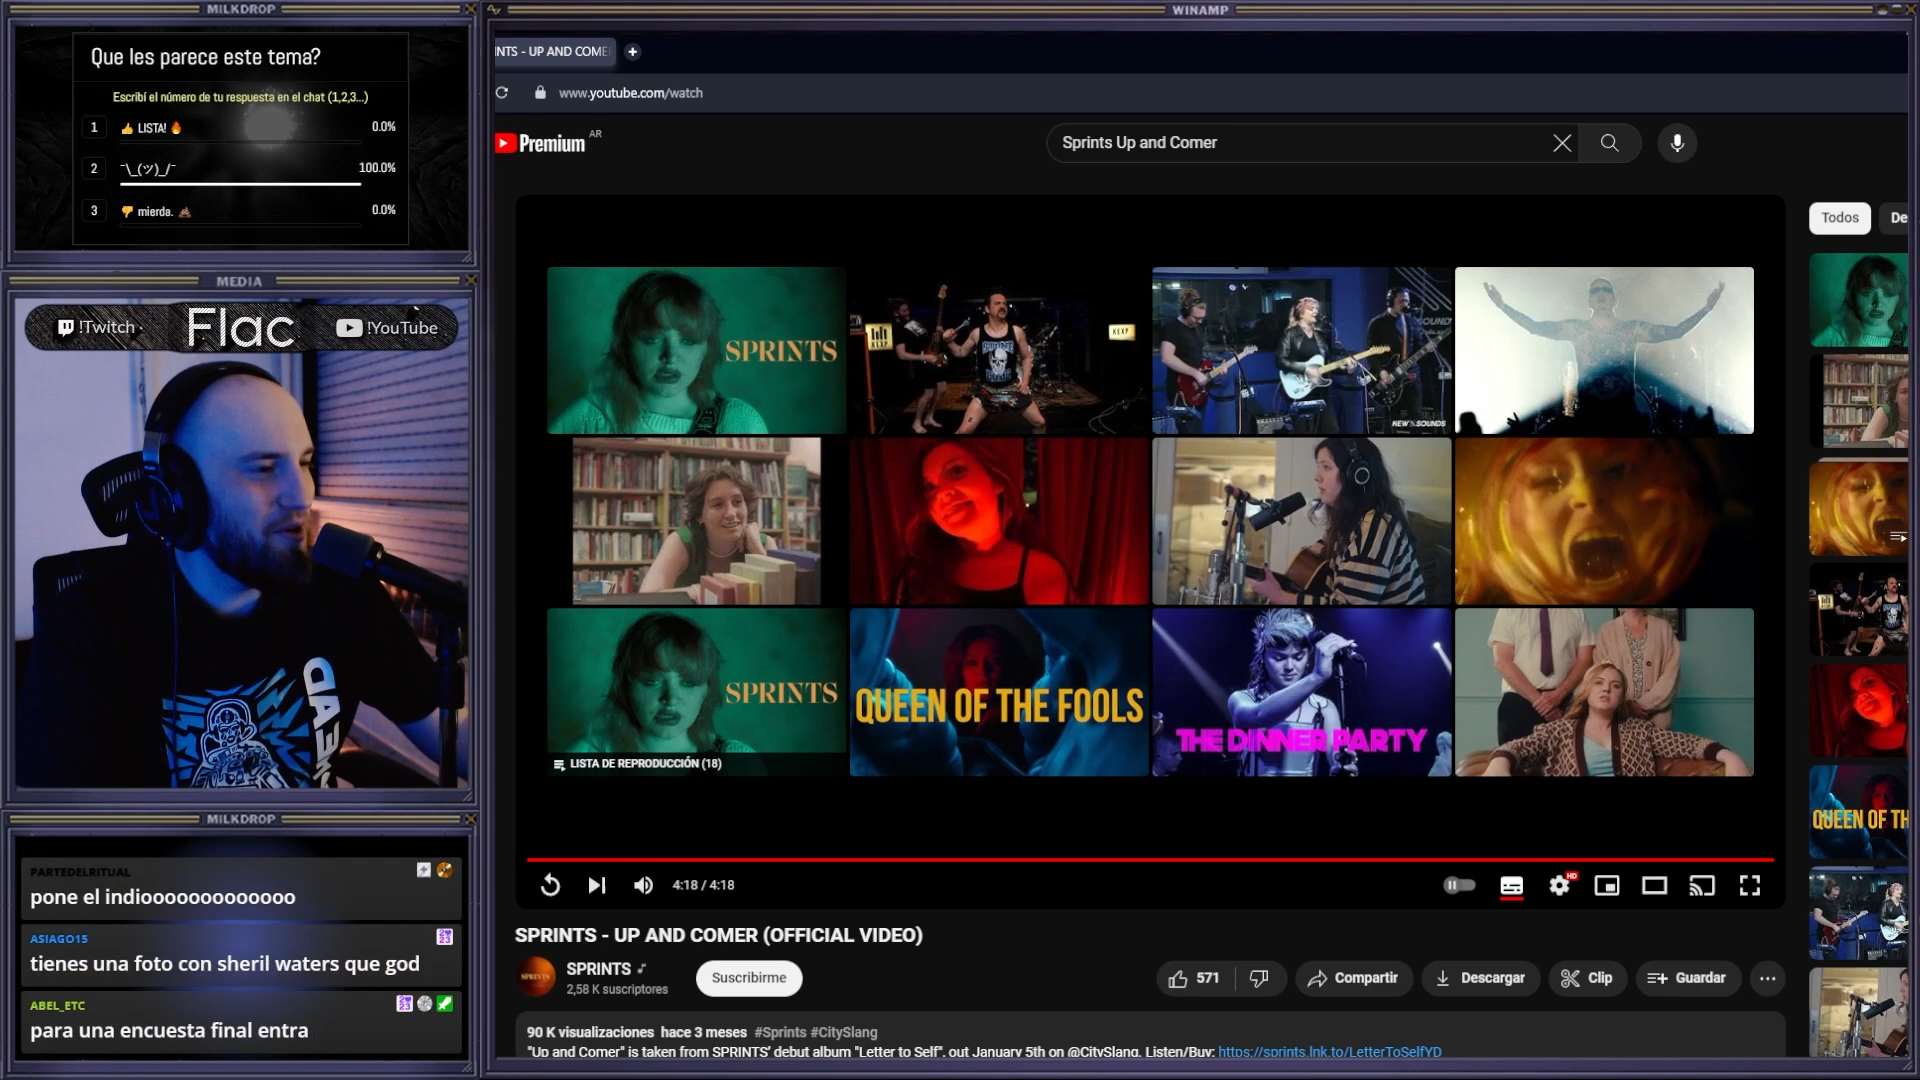 MILKDROP
Que les parece este tema?
Escribí el número de tu respuesta en el chat (1,2,3...)
1 👍 LISTA! 🔥 0.0%
2 ¯\_(ツ)_/¯ 100.0%
3 👎 mierda. 💩 0.0%
MEDIA
!Twitch
Flac
!YouTube
MILKDROP
PARTEDELRITUAL
pone el indiooooooooooooo
ASIAGO15
tienes una foto con sheril waters que god
ABEL_ETC
para una encuesta final entra
WINAMP
NTS - UP AND COME
www.youtube.com/watch
Premium AR
Sprints Up and Comer
SPRINTS
KEXP
KEXP
NEW SOUNDS
SPRINTS
LISTA DE REPRODUCCIÓN (18)
QUEEN OF THE FOOLS
THE DINNER PARTY
4:18 / 4:18
HD
SPRINTS - UP AND COMER (OFFICIAL VIDEO)
SPRINTS
SPRINTS
2,58 K suscriptores
Suscribirme
571
Compartir
Descargar
Clip
Guardar
90 K visualizaciones hace 3 meses #Sprints #CitySlang
"Up and Comer" is taken from SPRINTS' debut album "Letter to Self", out January 5th on @CitySlang. Listen/Buy: https://sprints.lnk.to/LetterToSelfYD
Todos
De
QUEEN OF TH